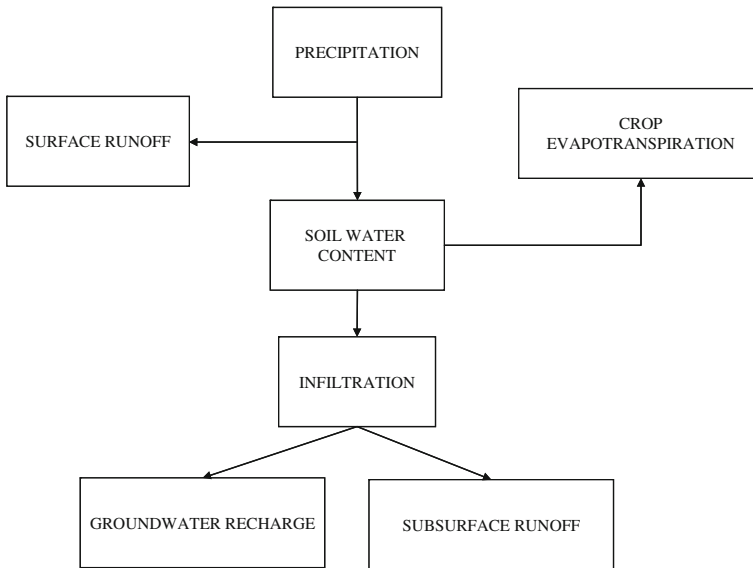 PRECIPITATION
SURFACE RUNOFF
CROP
EVAPOTRANSPIRATION
SOIL WATER
CONTENT
INFILTRATION
GROUNDWATER RECHARGE
SUBSURFACE RUNOFF